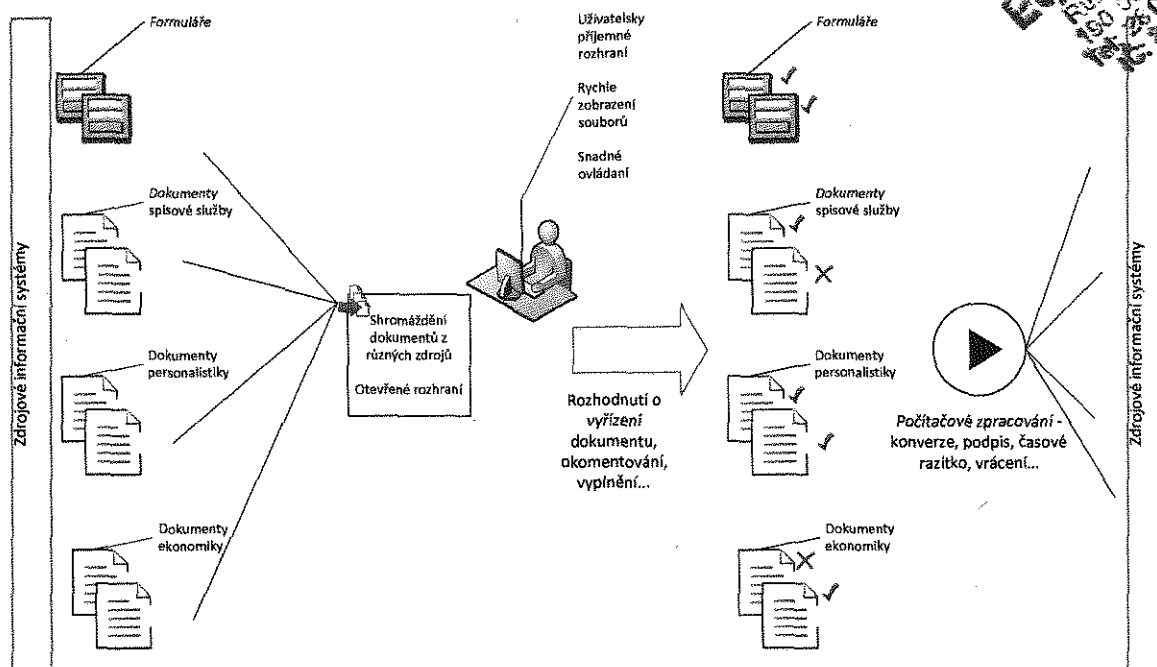 Zdrojové informační systémy
Formuláře
Dokumenty
spisové služby
Dokumenty
personalistiky
Dokumenty
ekonomiky
Shromáždění
dokumentů z
různých zdrojů
Otevřené rozhraní
Uživatelsky
příjemné
rozhraní
Rychle
zobrazení
souborů
Snadné
ovládaní
Rozhodnutí o
vyřízení
dokumentu,
okomentování,
vyplnění...
Formuláře
Dokumenty
spisové služby
Dokumenty
personalistiky
Dokumenty
ekonomiky
Počítačové zpracování -
konverze, podpis, časové
razítko, vrácení...
Zdrojové informační systémy